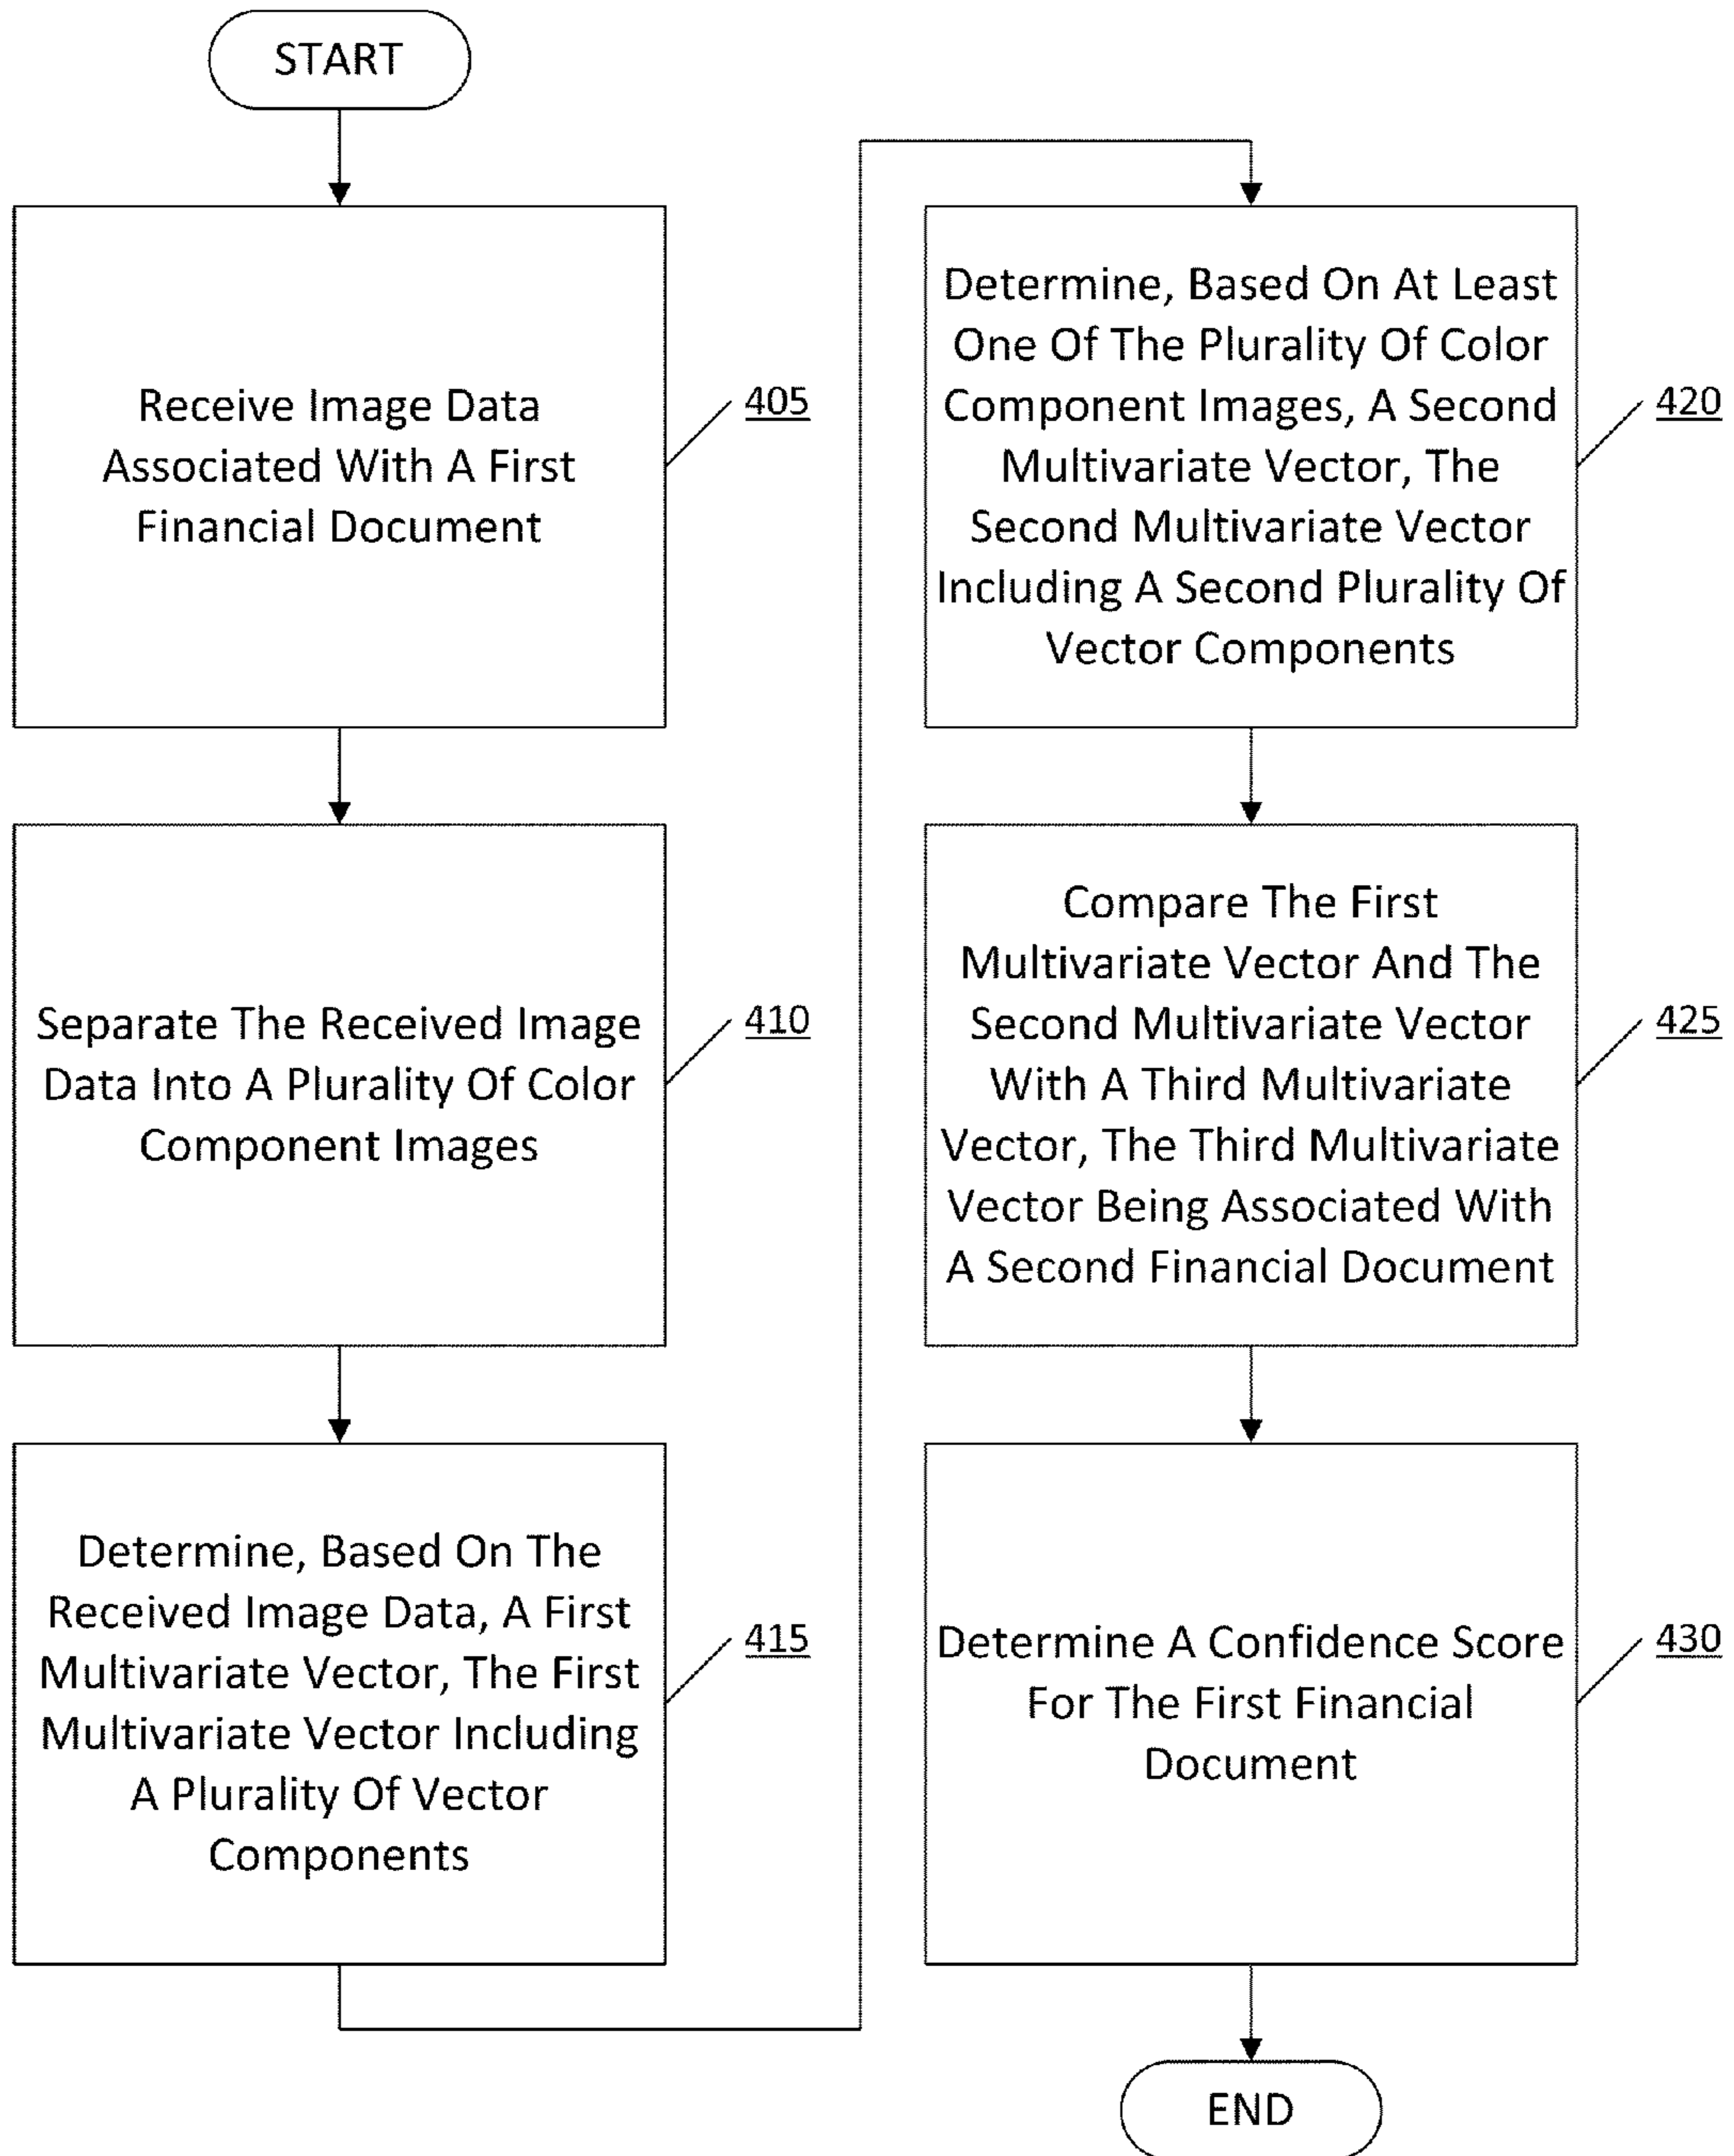 START
Receive Image Data
Associated With A First
Financial Document
405
Separate The Received Image
Data Into A Plurality Of Color
Component Images
410
Determine, Based On The
Received Image Data, A First
Multivariate Vector, The First
Multivariate Vector Including
A Plurality Of Vector
Components
415
Determine, Based On At Least
One Of The Plurality Of Color
Component Images, A Second
Multivariate Vector, The
Second Multivariate Vector
Including A Second Plurality Of
Vector Components
420
Compare The First
Multivariate Vector And The
Second Multivariate Vector
With A Third Multivariate
Vector, The Third Multivariate
Vector Being Associated With
A Second Financial Document
425
Determine A Confidence Score
For The First Financial
Document
430
END